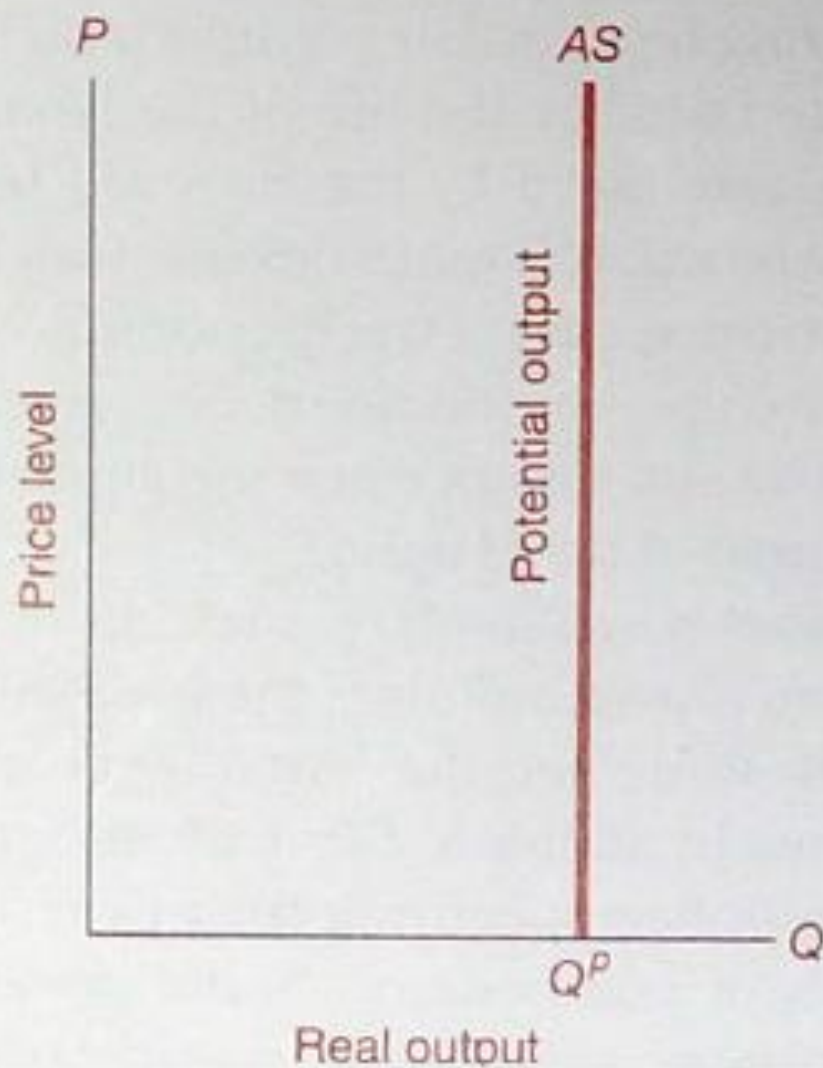 P
AS
Price level
Potential output
Q
Q^P
Real output